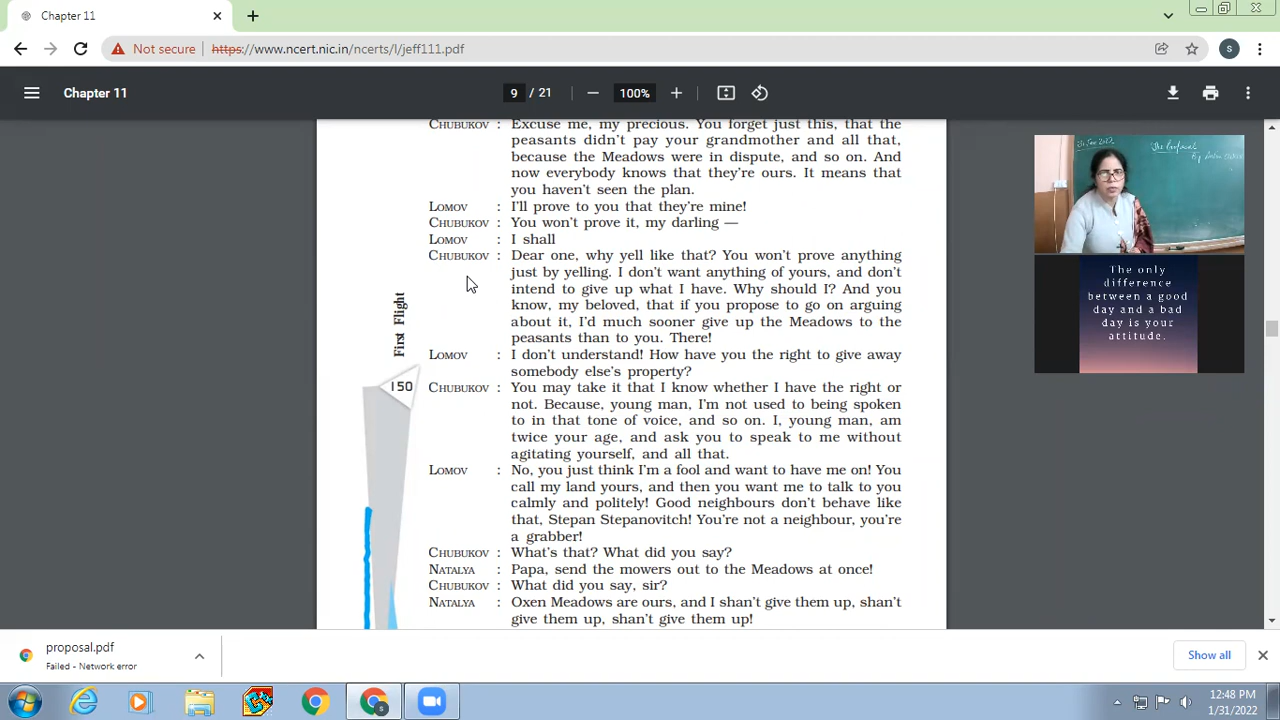 Chapter 11
Not secure
https://www.ncert.nic.in/ncerts/l/jeff111.pdf
S
Chapter 11
9 / 21
100%
CHUBUKOV : Excuse me, my precious. You forget just this, that the
peasants didn't pay your grandmother and all that,
because the Meadows were in dispute, and so on. And
now everybody knows that they're ours. It means that
you haven't seen the plan.
LOMOV : I'll prove to you that they're mine!
CHUBUKOV : You won't prove it, my darling —
LOMOV : I shall
CHUBUKOV : Dear one, why yell like that? You won't prove anything
just by yelling. I don't want anything of yours, and don't
intend to give up what I have. Why should I? And you
know, my beloved, that if you propose to go on arguing
about it, I'd much sooner give up the Meadows to the
peasants than to you. There!
LOMOV : I don't understand! How have you the right to give away
somebody else's property?
CHUBUKOV : You may take it that I know whether I have the right or
not. Because, young man, I'm not used to being spoken
to in that tone of voice, and so on. I, young man, am
twice your age, and ask you to speak to me without
agitating yourself, and all that.
LOMOV : No, you just think I'm a fool and want to have me on! You
call my land yours, and then you want me to talk to you
calmly and politely! Good neighbours don't behave like
that, Stepan Stepanovitch! You're not a neighbour, you're
a grabber!
CHUBUKOV : What's that? What did you say?
NATALYA : Papa, send the mowers out to the Meadows at once!
CHUBUKOV : What did you say, sir?
NATALYA : Oxen Meadows are ours, and I shan't give them up, shan't
give them up, shan't give them up!
First Flight
150
The Proposal
The only
difference
between a good
day and a bad
day is your
attitude.
proposal.pdf
Failed - Network error
Show all
12:48 PM
1/31/2022